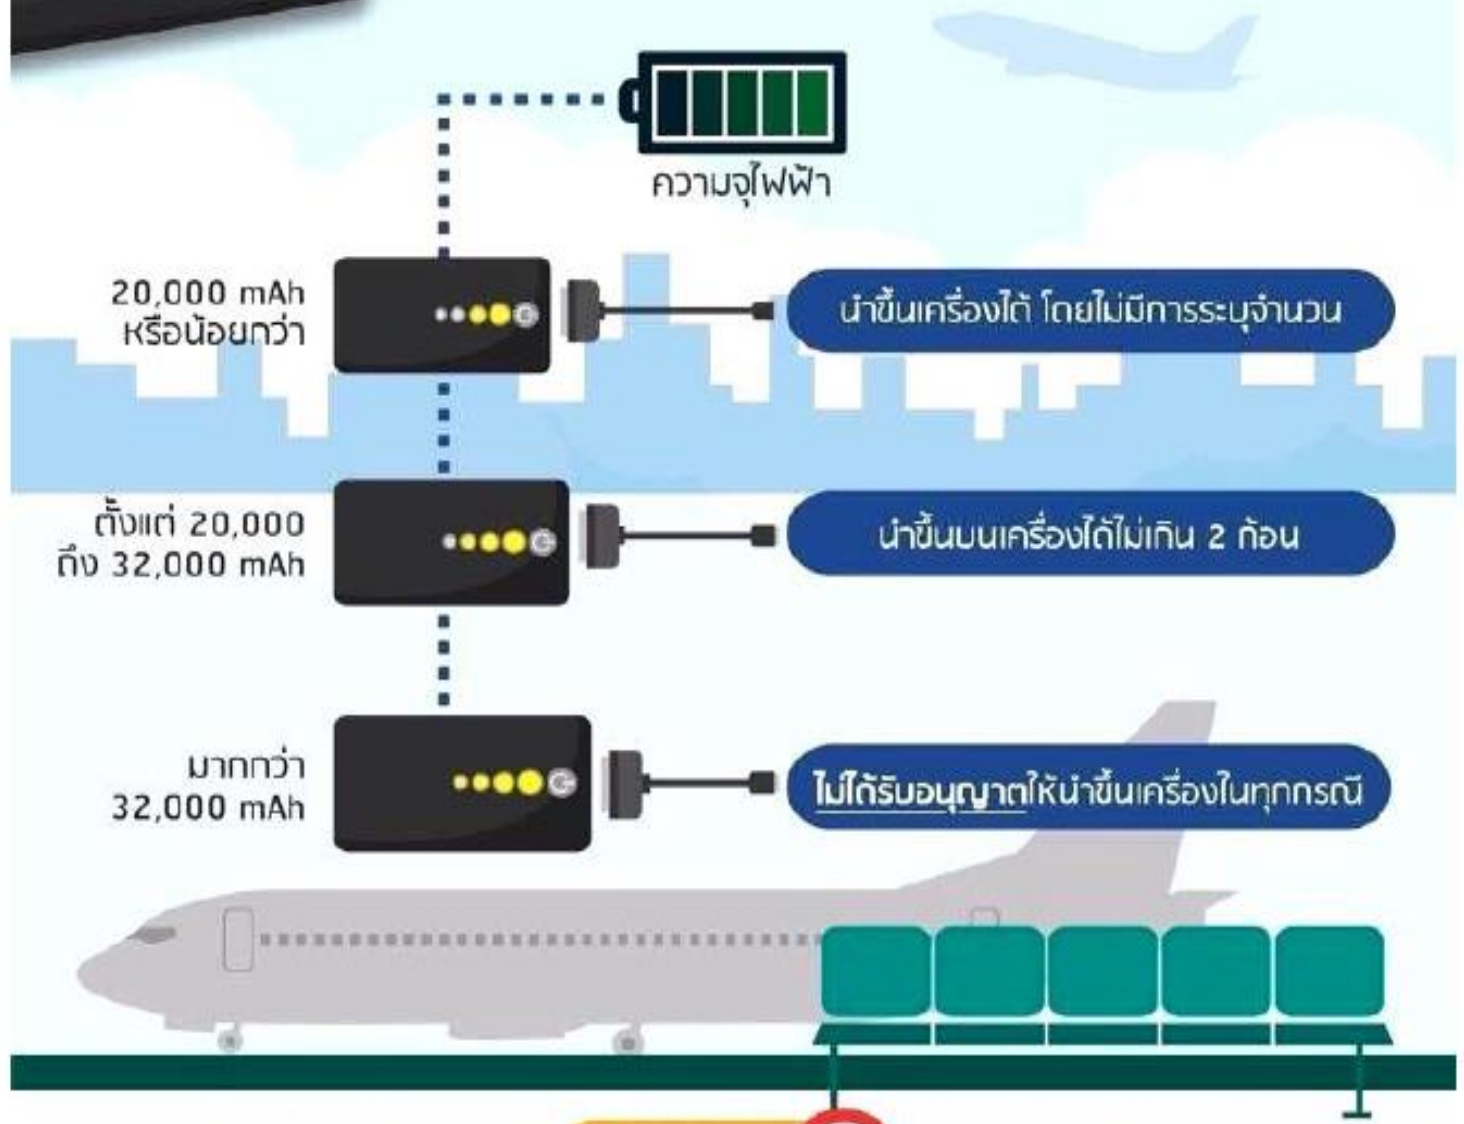 ความจุไฟฟ้า
20,000 mAh
หรือน้อยกว่า
นำขึ้นเครื่องได้ โดยไม่มีการระบุจำนวน
ตั้งแต่ 20,000
ถึง 32,000 mAh
นำขึ้นบนเครื่องได้ไม่เกิน 2 ก้อน
มากกว่า
32,000 mAh
ไม่ได้รับอนุญาตให้นำขึ้นเครื่องในทุกกรณี